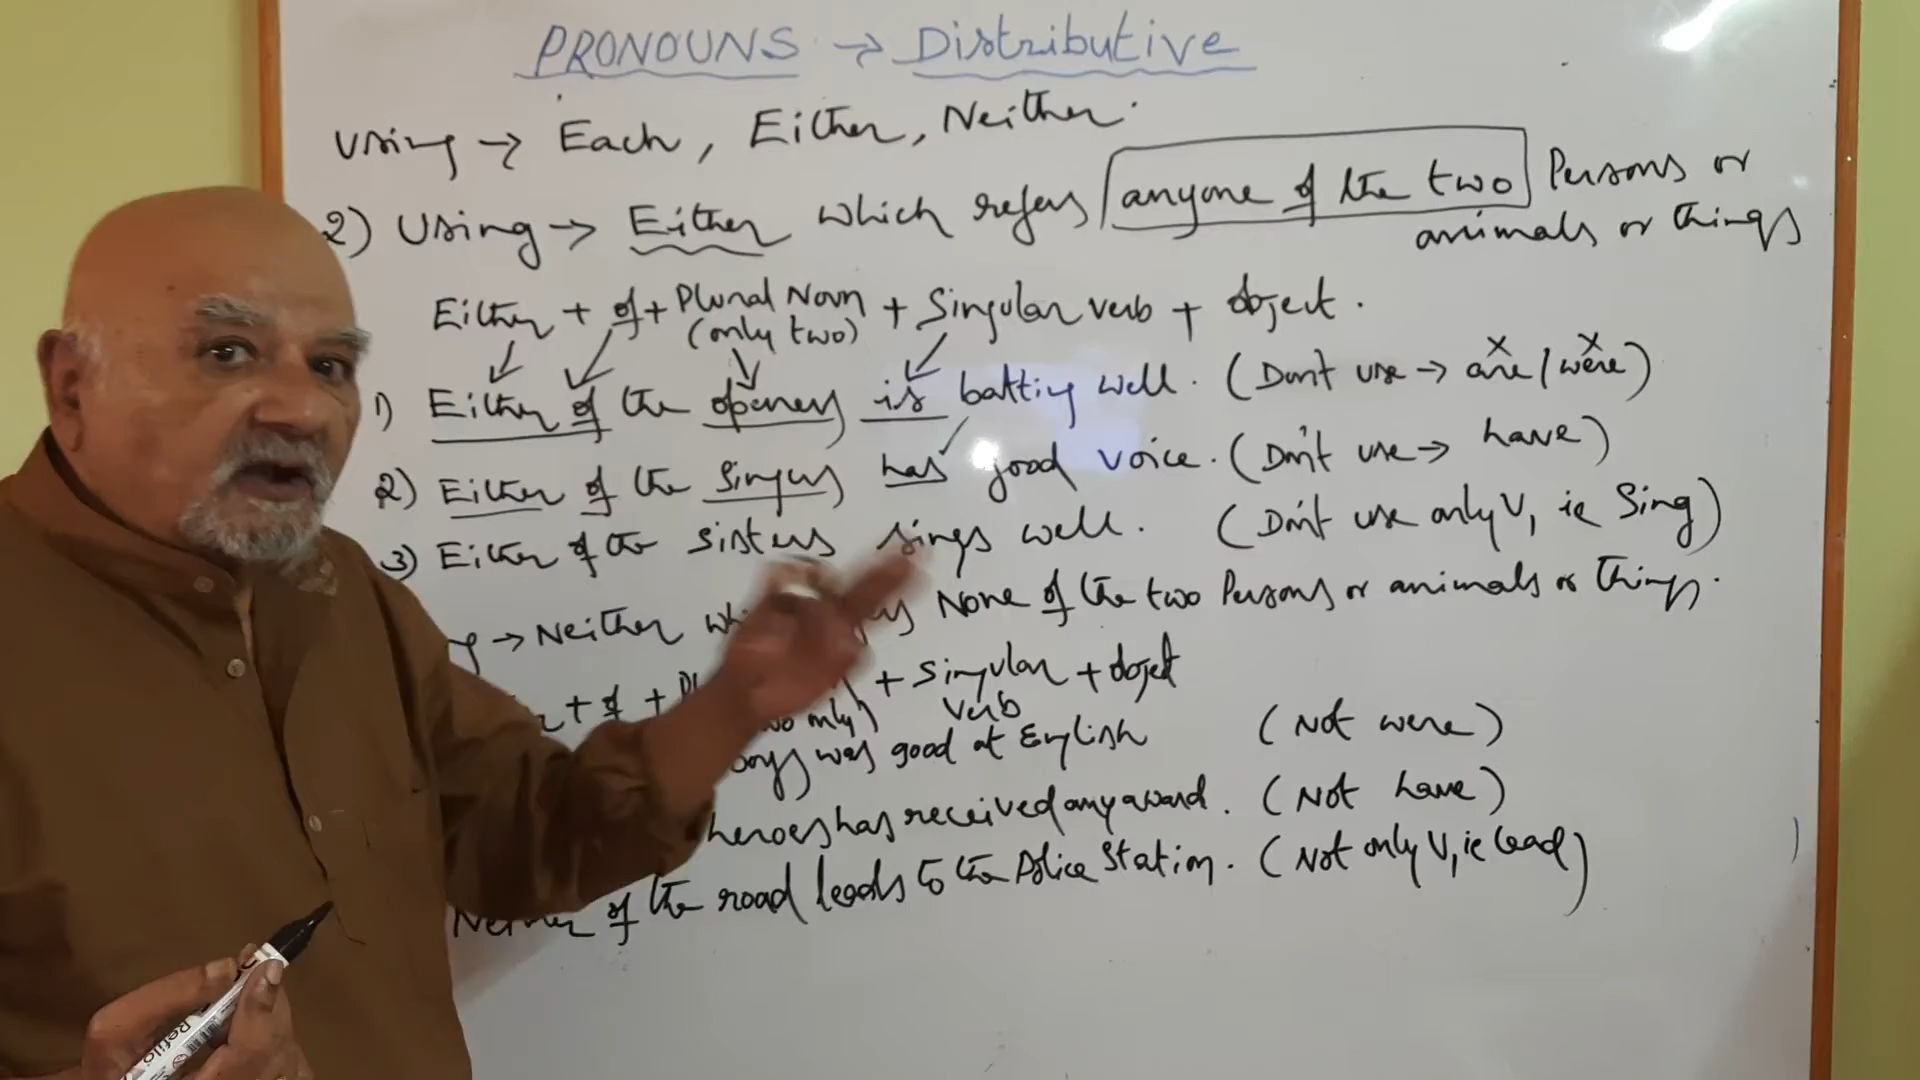 PRONOUNS → Distributive
Using → Each, Either, Neither.
2) Using → Either which refers anyone of the two Persons or
animals or things
Either + of + Plural Noun + Singular verb + object.
(only two)
1) Either of the openers is batting well. (Don't use → are / were)
2) Either of the Singers has good voice. (Don't use → have)
3) Either of the sisters sings well. (Don't use only V, ie Sing)
→ Neither None of the two Persons or animals or things.
+ of + + Singular + object
only) verb
boys was good at English (Not were)
heroes has received any award. (Not have)
Neither of the road leads to the Police Station. (Not only V, ie lead)
Refilo